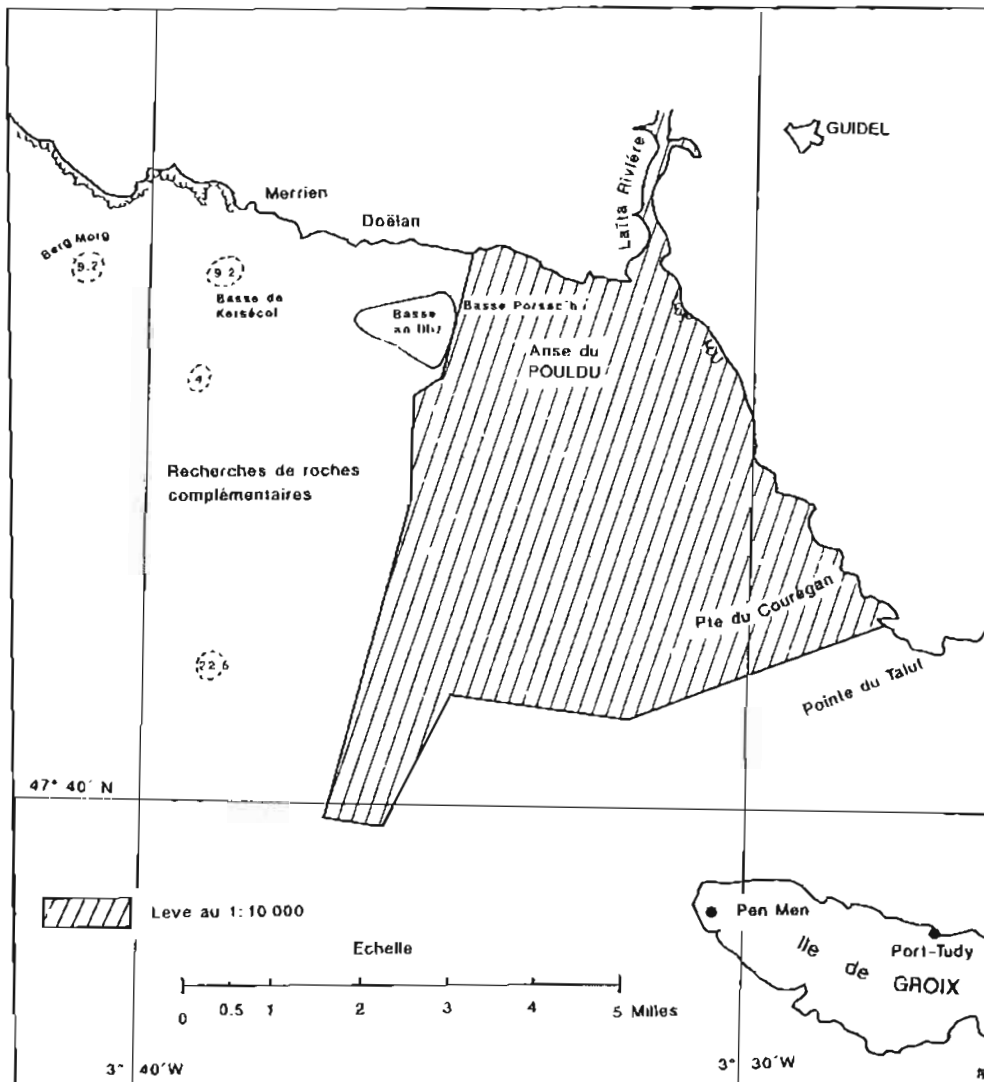 GUIDEL
Laïta Rivière
Merrien
Doëlan
Berg Morg
9.2
9 2
Basse de
Kersécol
Basse
an
Basse Porsac'h
Anse du
POULDU
4
Recherches de roches
complémentaires
Pte du Courégan
22,6
Pointe du Talut
47° 40' N
Levé au 1: 10 000
Echelle
0 0.5 1 2 3 4 5 Milles
Pen Men
Port-Tudy
Ile de GROIX
3° 40'W
3° 30'W